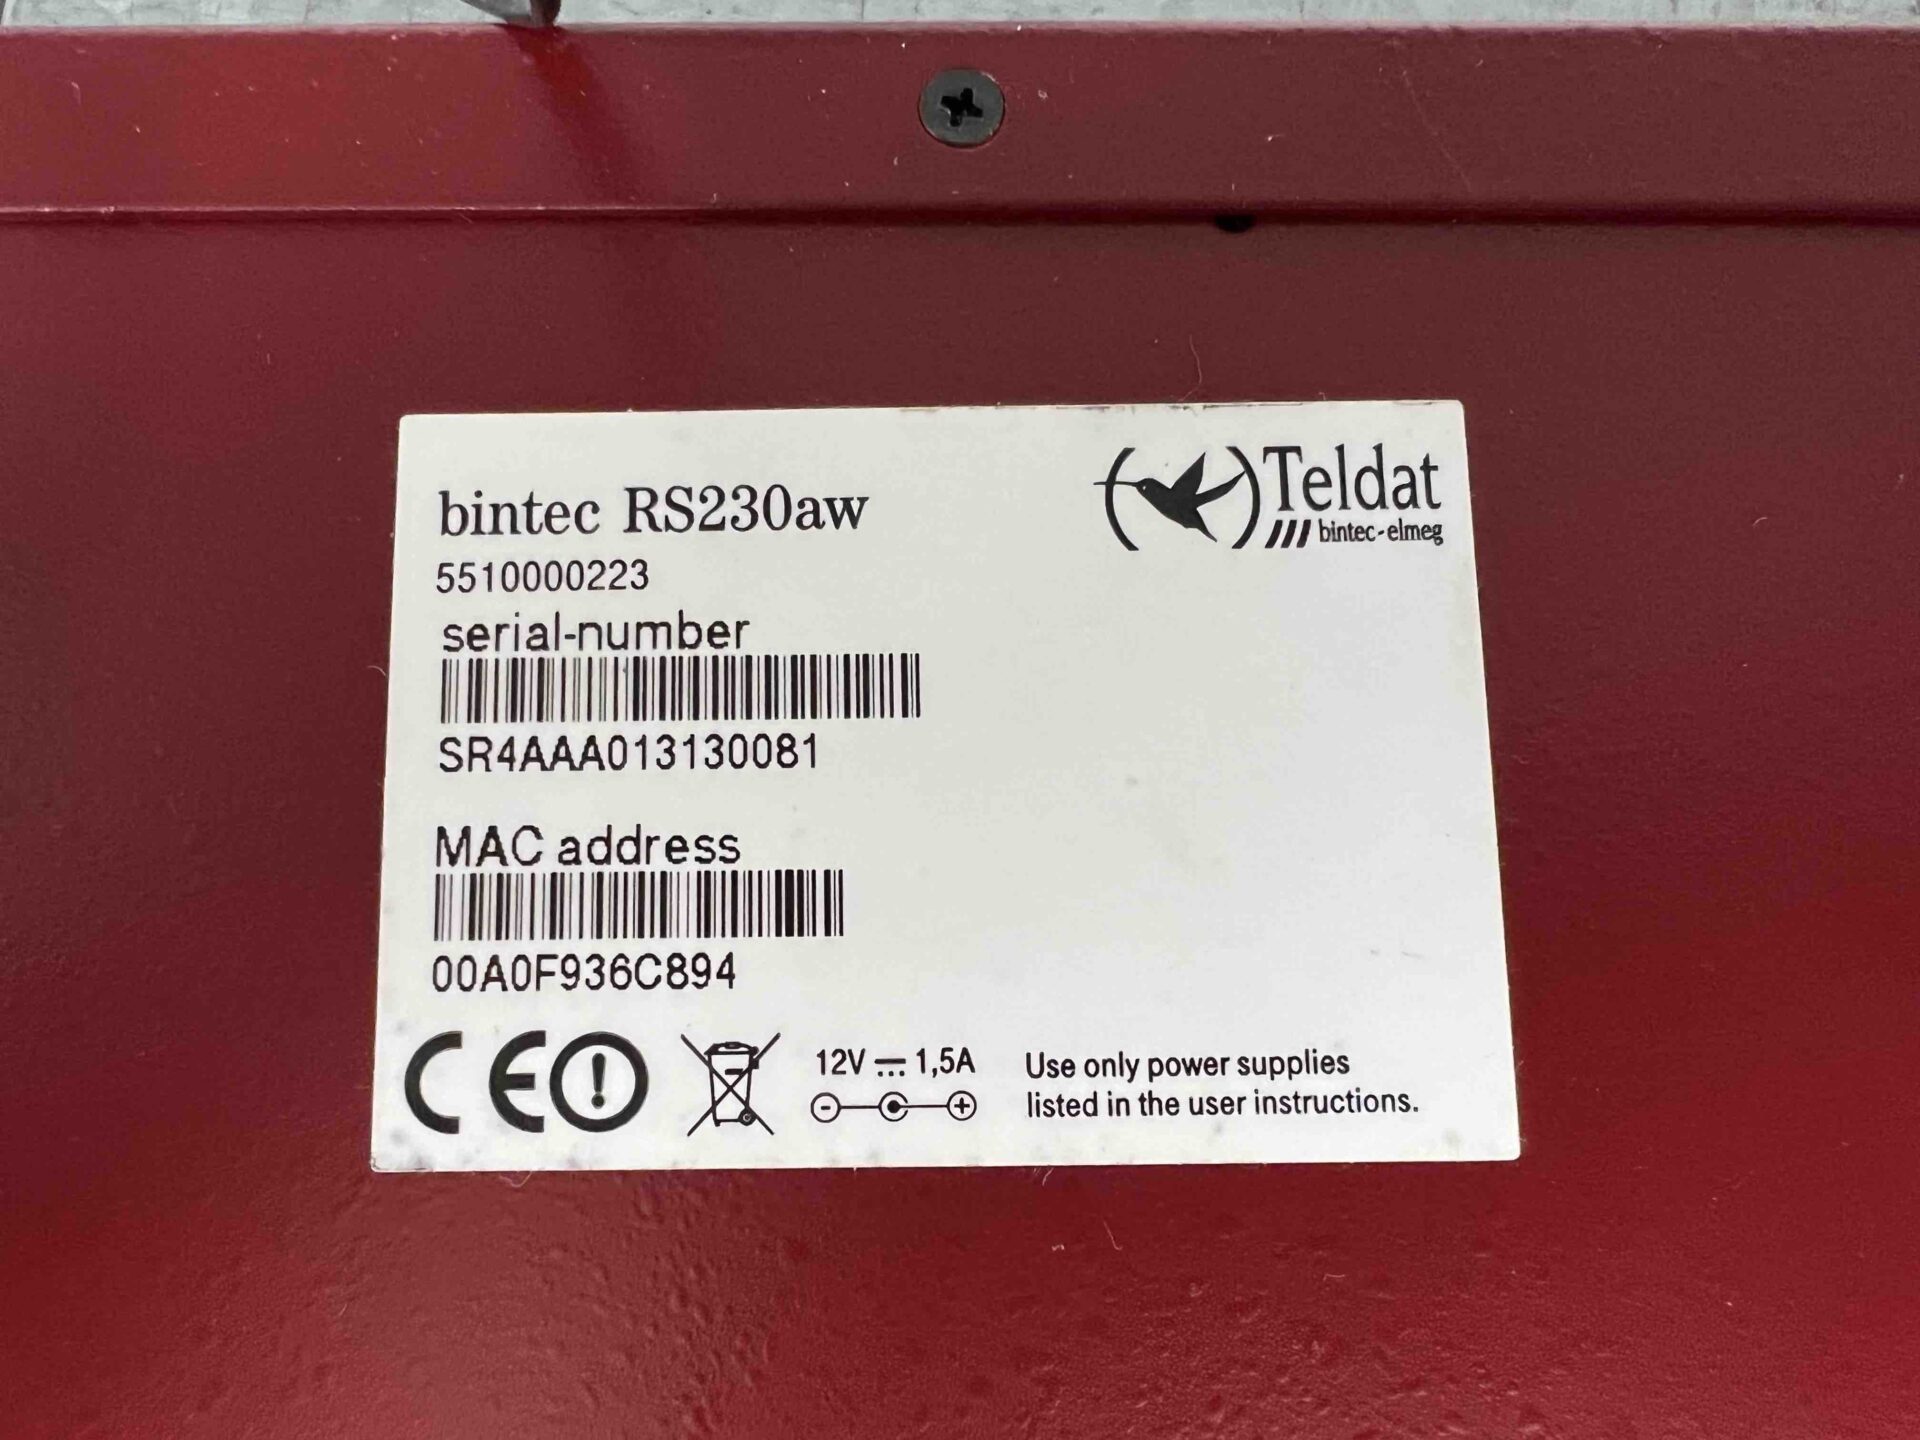 bintec RS230aw
Teldat
bintec-elmeg
5510000223
serial-number
SR4AAA013130081
MAC address
00A0F936C894
CE
12V ⎓ 1,5A
Use only power supplies
listed in the user instructions.